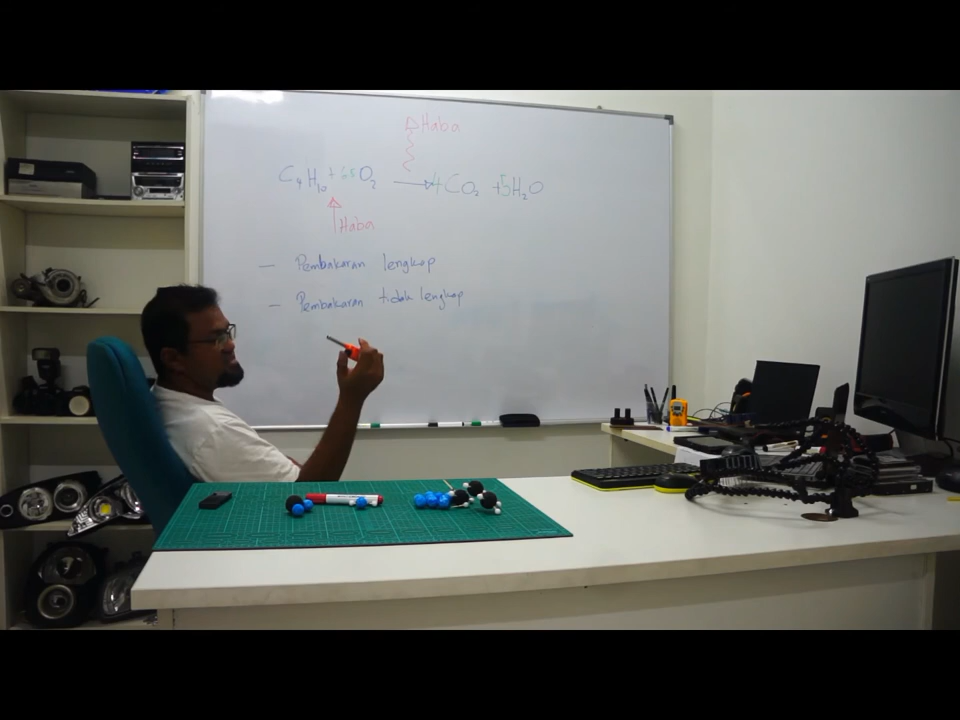 Haba
C4H10 + 6.5O2 → 4CO2 + 5H2O
Haba
— Pembakaran lengkap
— Pembakaran tidak lengkap